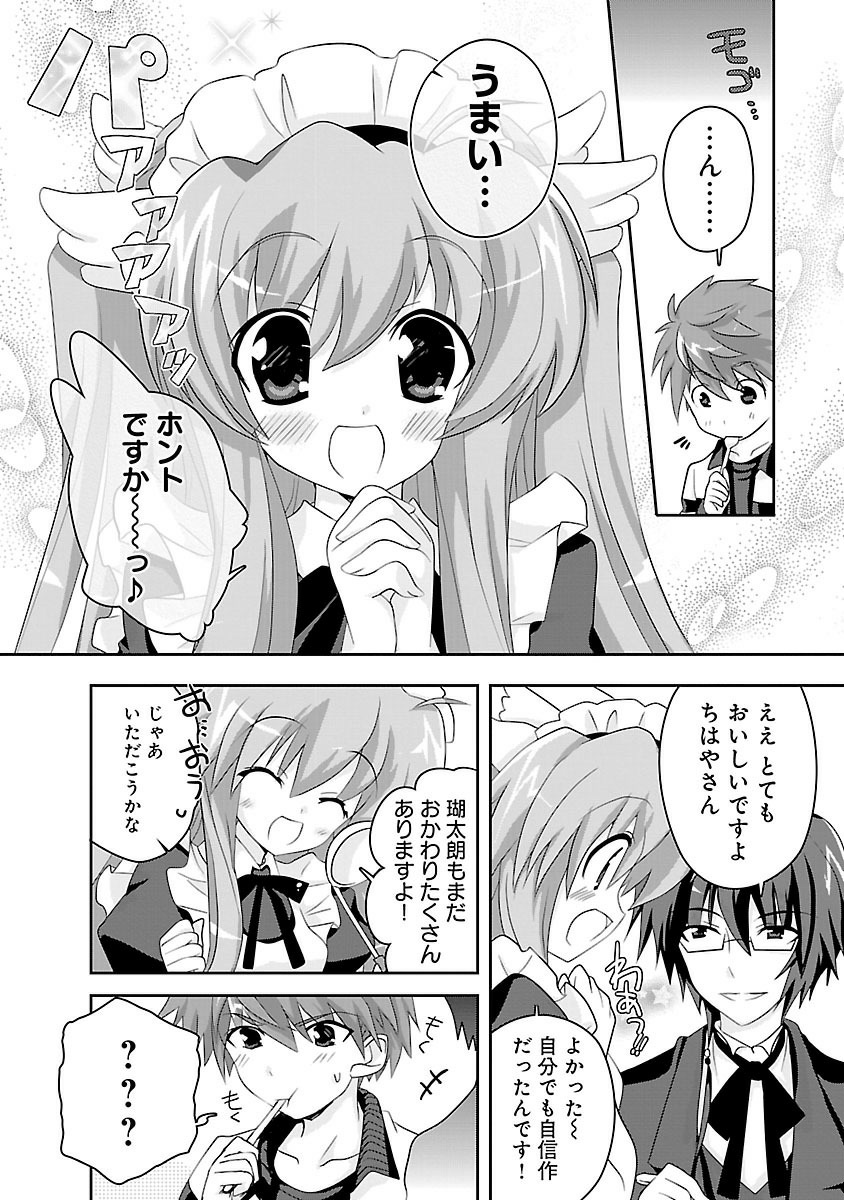 モゴ…
…ん……
うまい…
パアアアアアッ
ホント
ですか～～っ♪
ええ とても
おいしいですよ
ちはやさん
わあっ
よかった～
自分でも自信作
だったんです！
瑚太朗もまだ
おかわりたくさん
ありますよ！
おおおう
じゃあ
いただこうかな
もぐ
もぐ
？？？